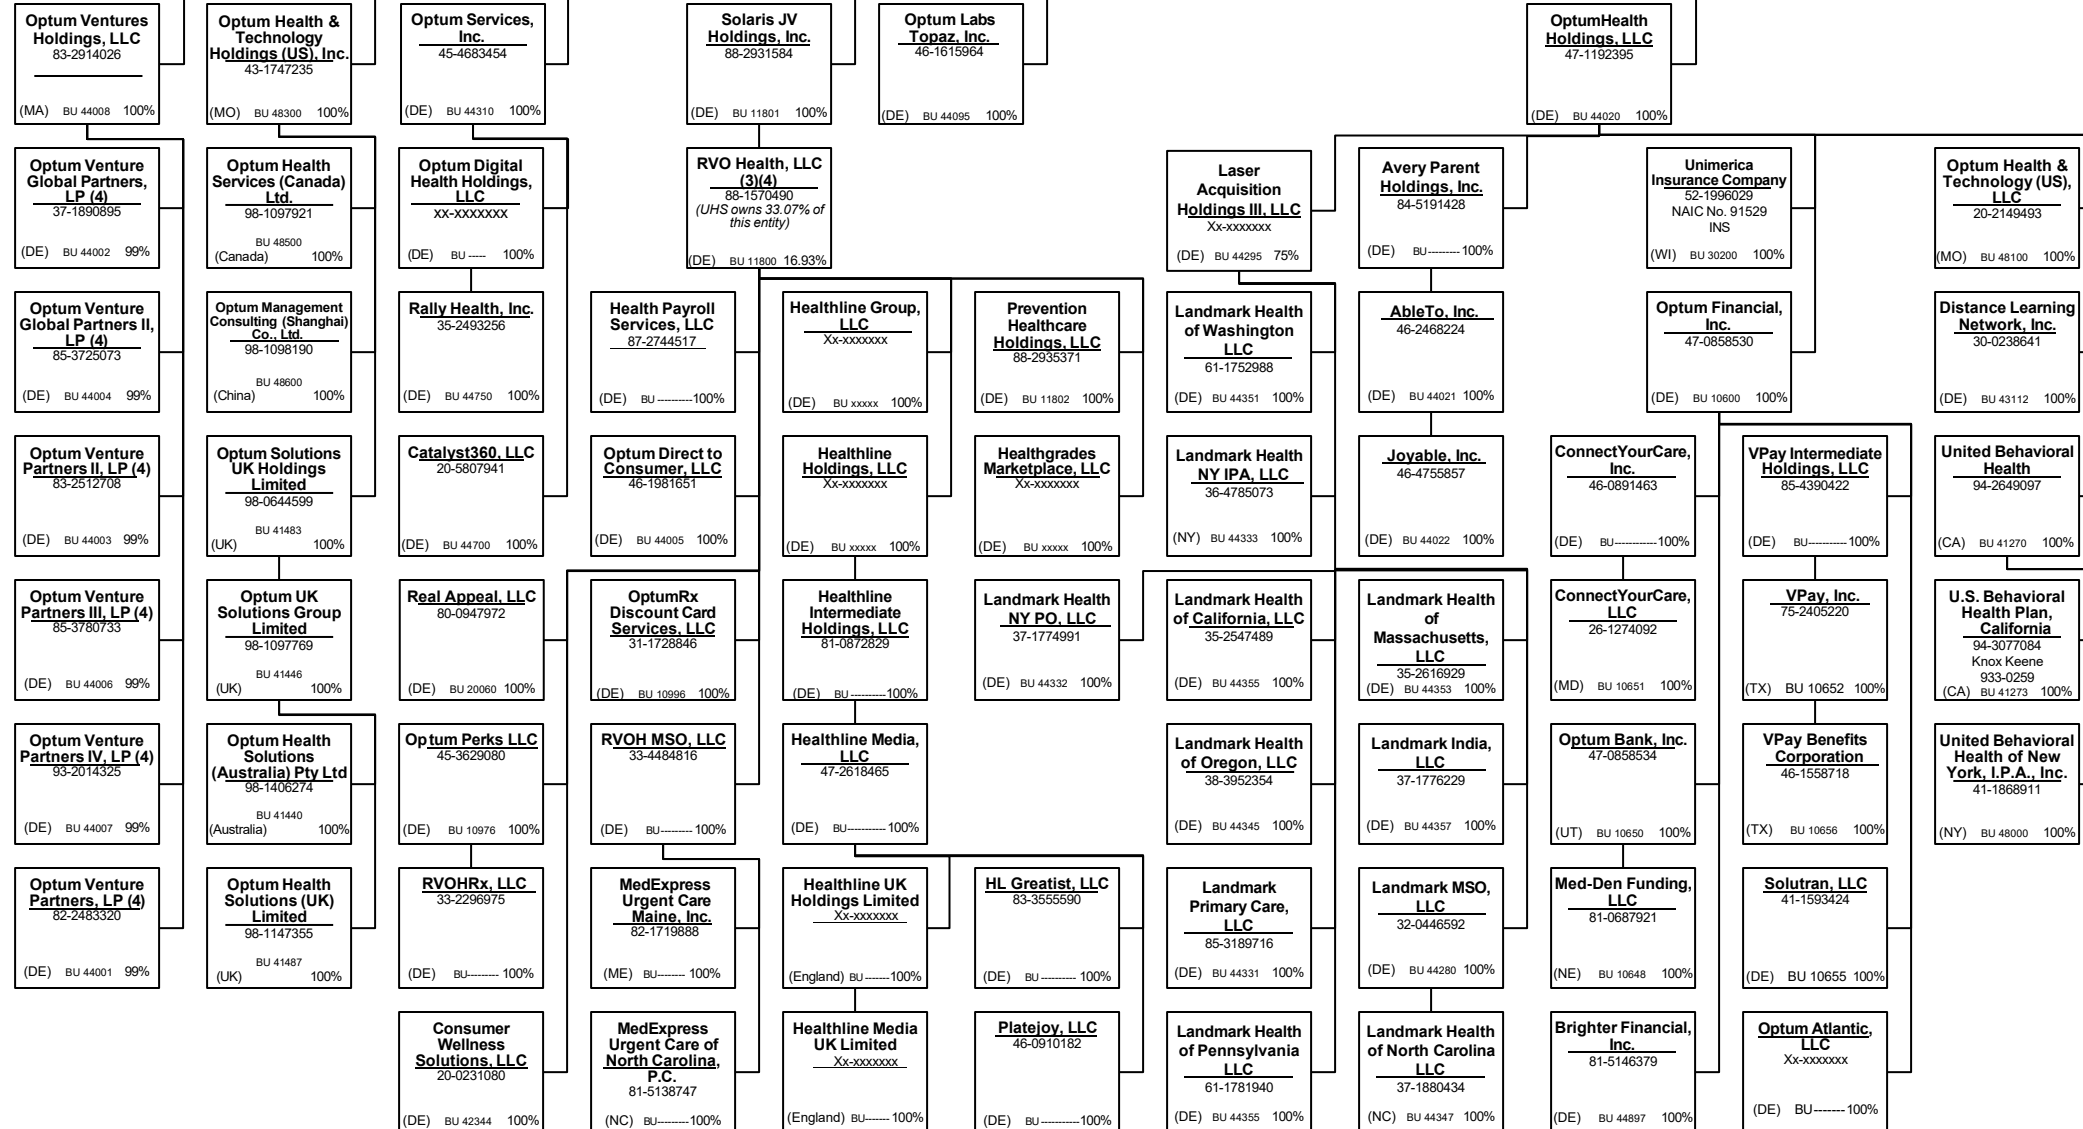 Optum Ventures
Holdings, LLC
83-2914026
(MA) BU 44008 100%
Optum Health &
Technology
Holdings (US), Inc.
43-1747235
(MO) BU 48300 100%
Optum Services,
Inc.
45-4683454
(DE) BU 44310 100%
Solaris JV
Holdings, Inc.
88-2931584
(DE) BU 11801 100%
Optum Labs
Topaz, Inc.
46-1615964
(DE) BU 44095 100%
OptumHealth
Holdings, LLC
47-1192395
(DE) BU 44020 100%
Optum Venture
Global Partners,
LP (4)
37-1890895
(DE) BU 44002 99%
Optum Health
Services (Canada)
Ltd.
98-1097921
BU 48500
(Canada) 100%
Optum Digital
Health Holdings,
LLC
xx-xxxxxxx
(DE) BU ----- 100%
RVO Health, LLC
(3)(4)
88-1570490
(UHS owns 33.07% of
this entity)
(DE) BU 11800 16.93%
Laser
Acquisition
Holdings III, LLC
Xx-xxxxxxx
(DE) BU 44295 75%
Avery Parent
Holdings, Inc.
84-5191428
(DE) BU--------- 100%
Unimerica
Insurance Company
52-1996029
NAIC No. 91529
INS
(WI) BU 30200 100%
Optum Health &
Technology (US),
LLC
20-2149493
(MO) BU 48100 100%
Optum Venture
Global Partners II,
LP (4)
85-3725073
(DE) BU 44004 99%
Optum Management
Consulting (Shanghai)
Co., Ltd.
98-1098190
BU 48600
(China) 100%
Rally Health, Inc.
35-2493256
(DE) BU 44750 100%
Health Payroll
Services, LLC
87-2744517
(DE) BU ----------100%
Healthline Group,
LLC
Xx-xxxxxxx
(DE) BU xxxxx 100%
Prevention
Healthcare
Holdings, LLC
88-2935371
(DE) BU 11802 100%
Landmark Health
of Washington
LLC
61-1752988
(DE) BU 44351 100%
AbleTo, Inc.
46-2468224
(DE) BU 44021 100%
Optum Financial,
Inc.
47-0858530
(DE) BU 10600 100%
Distance Learning
Network, Inc.
30-0238641
(DE) BU 43112 100%
Optum Venture
Partners II, LP (4)
83-2512708
(DE) BU 44003 99%
Optum Solutions
UK Holdings
Limited
98-0644599
BU 41483
(UK) 100%
Catalyst360, LLC
20-5807941
(DE) BU 44700 100%
Optum Direct to
Consumer, LLC
46-1981651
(DE) BU 44005 100%
Healthline
Holdings, LLC
Xx-xxxxxxx
(DE) BU xxxxx 100%
Healthgrades
Marketplace, LLC
Xx-xxxxxxx
(DE) BU xxxxx 100%
Landmark Health
NY IPA, LLC
36-4785073
(NY) BU 44333 100%
Joyable, Inc.
46-4755857
(DE) BU 44022 100%
ConnectYourCare,
Inc.
46-0891463
(DE) BU------------100%
VPay Intermediate
Holdings, LLC
85-4390422
(DE) BU-----------100%
United Behavioral
Health
94-2649097
(CA) BU 41270 100%
Optum Venture
Partners III, LP (4)
85-3780733
(DE) BU 44006 99%
Optum UK
Solutions Group
Limited
98-1097769
BU 41446
(UK) 100%
Real Appeal, LLC
80-0947972
(DE) BU 20060 100%
OptumRx
Discount Card
Services, LLC
31-1728846
(DE) BU 10996 100%
Healthline
Intermediate
Holdings, LLC
81-0872829
(DE) BU ----------100%
Landmark Health
NY PO, LLC
37-1774991
(DE) BU 44332 100%
Landmark Health
of California, LLC
35-2547489
(DE) BU 44355 100%
Landmark Health
of
Massachusetts,
LLC
35-2616929
(DE) BU 44353 100%
ConnectYourCare,
LLC
26-1274092
(MD) BU 10651 100%
VPay, Inc.
75-2405220
(TX) BU 10652 100%
U.S. Behavioral
Health Plan,
California
94-3077084
Knox Keene
933-0259
(CA) BU 41273 100%
Optum Venture
Partners IV, LP (4)
93-2014325
(DE) BU 44007 99%
Optum Health
Solutions
(Australia) Pty Ltd
98-1406274
BU 41440
(Australia) 100%
Optum Perks LLC
45-3629080
(DE) BU 10976 100%
RVOH MSO, LLC
33-4484816
(DE) BU--------- 100%
Healthline Media,
LLC
47-2618465
(DE) BU----------- 100%
Landmark Health
of Oregon, LLC
38-3952354
(DE) BU 44345 100%
Landmark India,
LLC
37-1776229
(DE) BU 44357 100%
Optum Bank, Inc.
47-0858534
(UT) BU 10650 100%
VPay Benefits
Corporation
46-1558718
(TX) BU 10656 100%
United Behavioral
Health of New
York, I.P.A., Inc.
41-1868911
(NY) BU 48000 100%
Optum Venture
Partners, LP (4)
82-2483320
(DE) BU 44001 99%
Optum Health
Solutions (UK)
Limited
98-1147355
BU 41487
(UK) 100%
RVOHRx, LLC
33-2296975
(DE) BU--------- 100%
MedExpress
Urgent Care
Maine, Inc.
82-1719888
(ME) BU-------- 100%
Healthline UK
Holdings Limited
Xx-xxxxxxx
(England) BU-------100%
HL Greatist, LLC
83-3555590
(DE) BU ---------- 100%
Landmark
Primary Care,
LLC
85-3189716
(DE) BU 44331 100%
Landmark MSO,
LLC
32-0446592
(DE) BU 44280 100%
Med-Den Funding,
LLC
81-0687921
(NE) BU 10648 100%
Solutran, LLC
41-1593424
(DE) BU 10655 100%
Consumer
Wellness
Solutions, LLC
20-0231080
(DE) BU 42344 100%
MedExpress
Urgent Care of
North Carolina,
P.C.
81-5138747
(NC) BU---------100%
Healthline Media
UK Limited
Xx-xxxxxxx
(England) BU------- 100%
Platejoy, LLC
46-0910182
(DE) BU-----------100%
Landmark Health
of Pennsylvania
LLC
61-1781940
(DE) BU 44355 100%
Landmark Health
of North Carolina
LLC
37-1880434
(NC) BU 44347 100%
Brighter Financial,
Inc.
81-5146379
(DE) BU 44897 100%
Optum Atlantic,
LLC
Xx-xxxxxxx
(DE) BU------- 100%